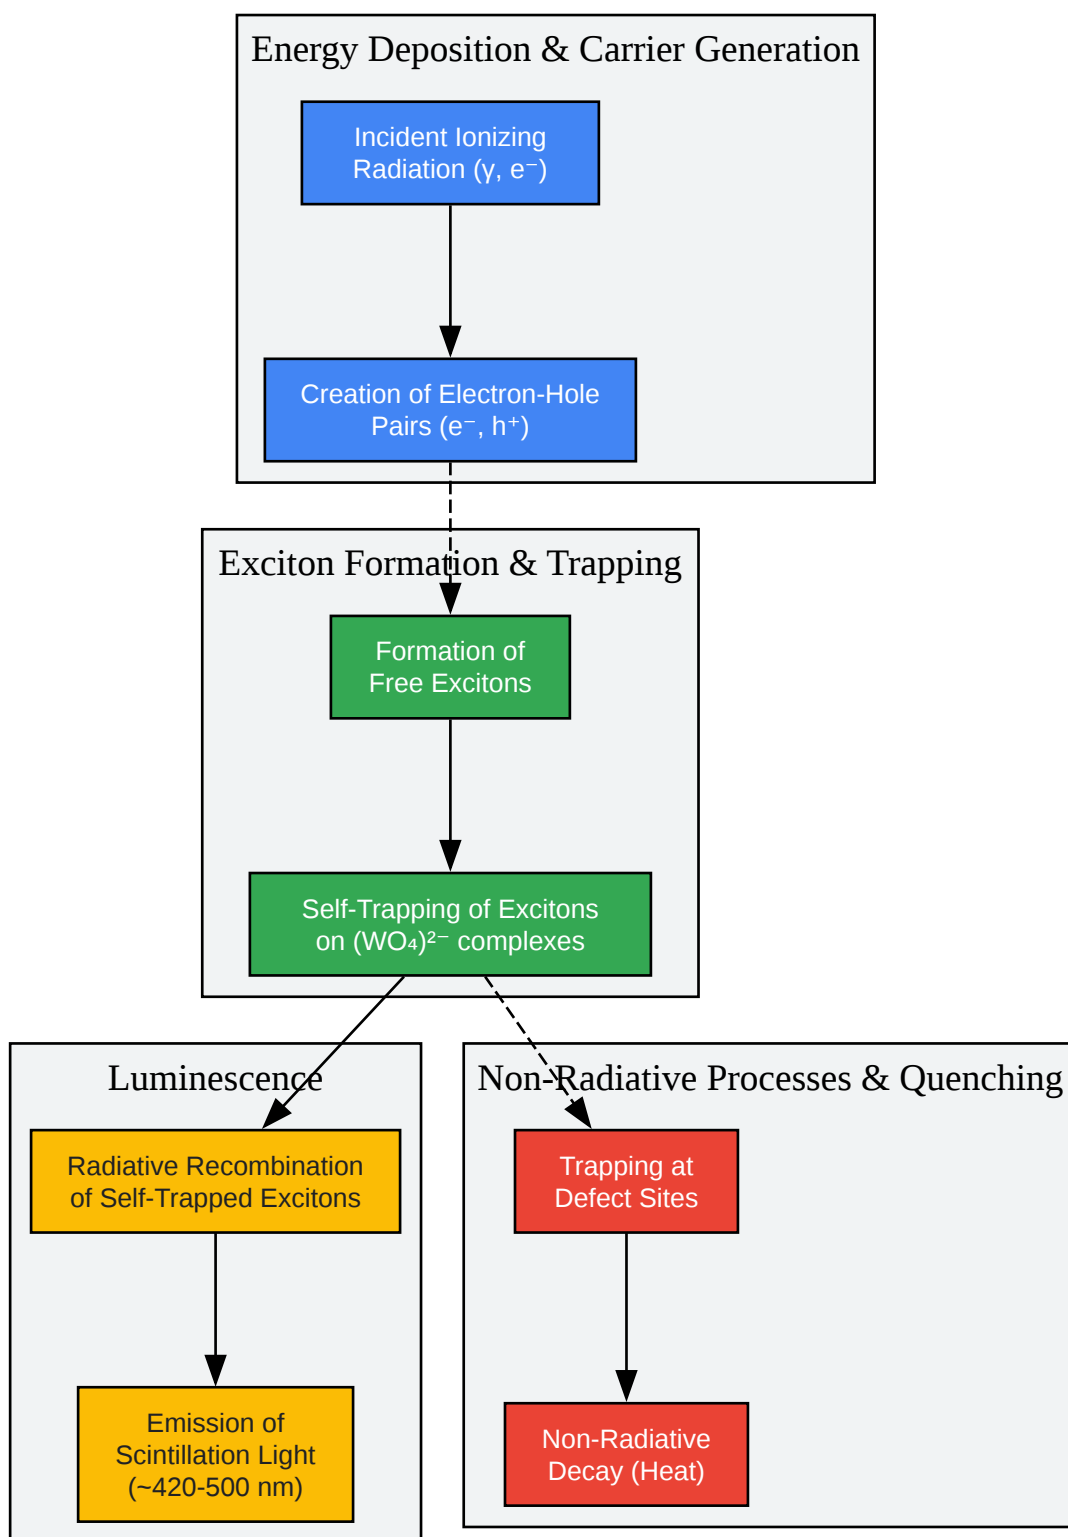 Energy Deposition & Carrier Generation
Incident Ionizing
Radiation (γ, e⁻)
Creation of Electron-Hole
Pairs (e⁻, h⁺)
Exciton Formation & Trapping
Formation of
Free Excitons
Self-Trapping of Excitons
on (WO₄)²⁻ complexes
Luminescence
Radiative Recombination
of Self-Trapped Excitons
Emission of
Scintillation Light
(~420-500 nm)
Non-Radiative Processes & Quenching
Trapping at
Defect Sites
Non-Radiative
Decay (Heat)